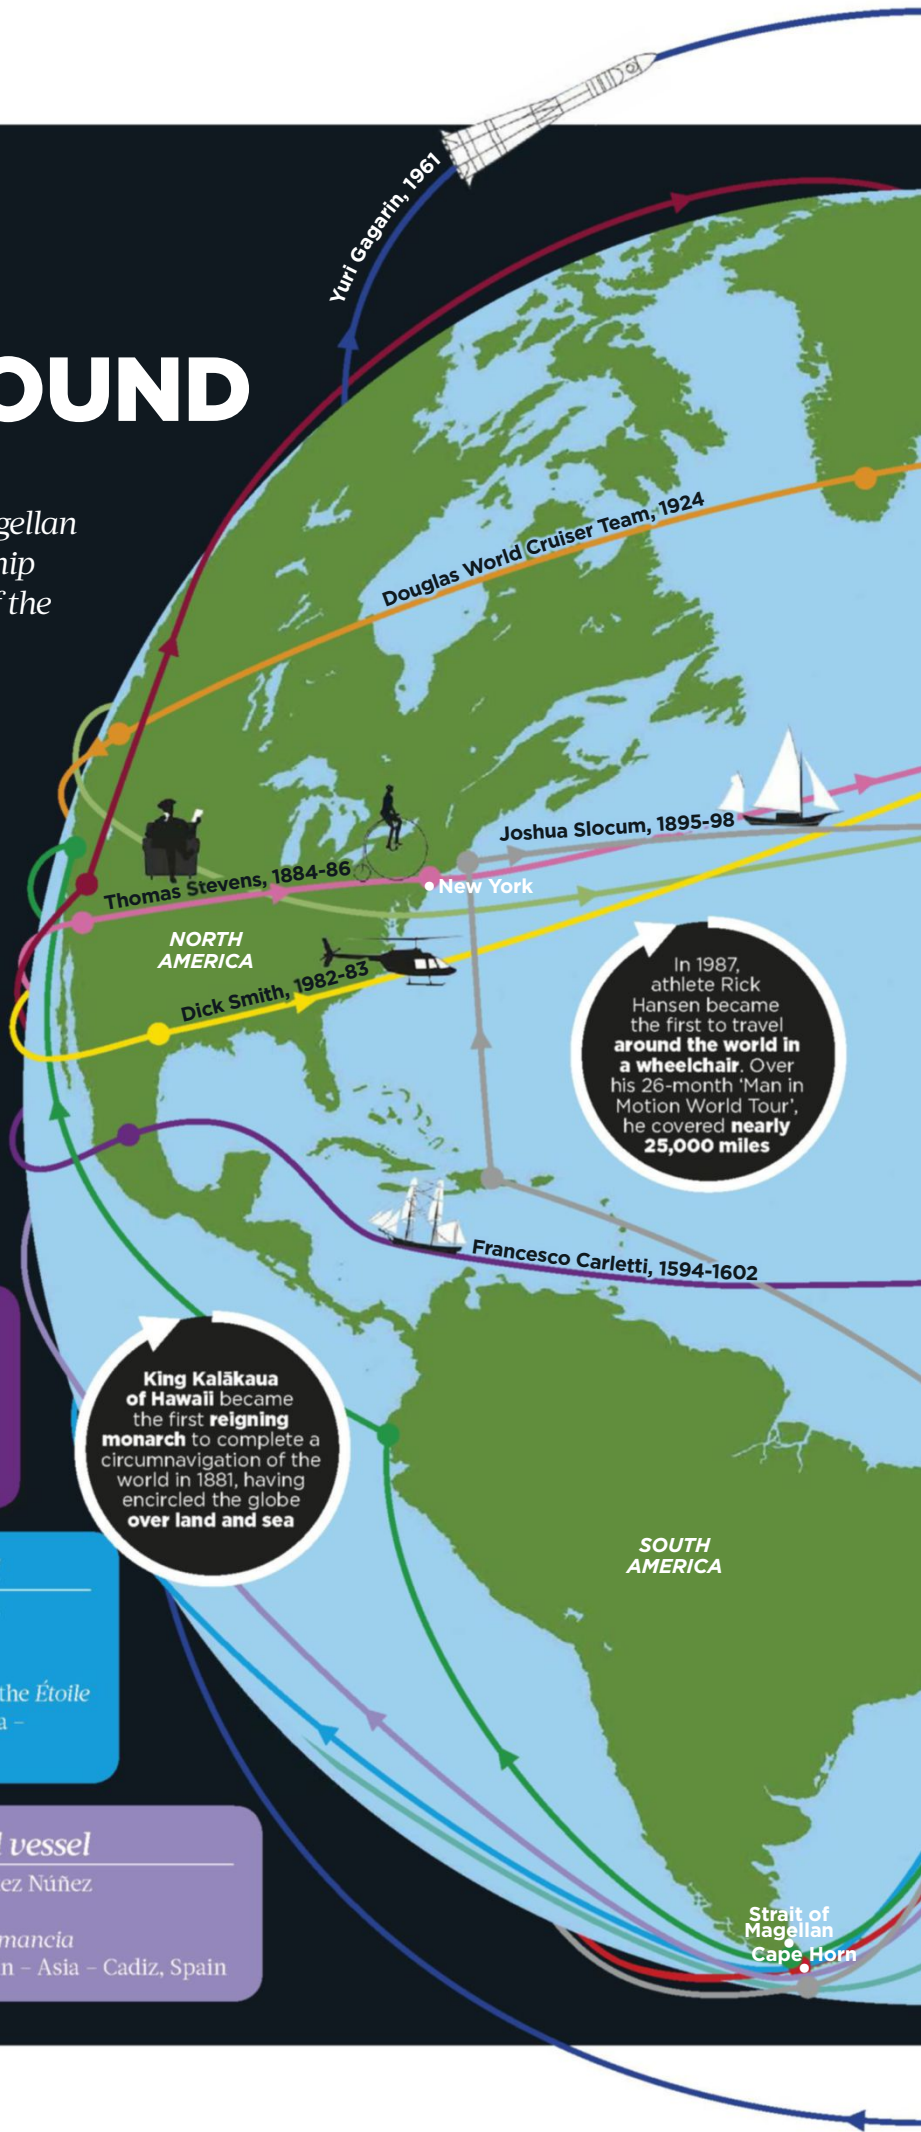 Yuri Gagarin, 1961
OUND
gellan
hip
f the
Douglas World Cruiser Team, 1924
Joshua Slocum, 1895-98
Thomas Stevens, 1884-86
New York
NORTH
AMERICA
Dick Smith, 1982-83
In 1987,
athlete Rick
Hansen became
the first to travel
around the world in
a wheelchair. Over
his 26-month ‘Man in
Motion World Tour’,
he covered nearly
25,000 miles
Francesco Carletti, 1594-1602
King Kalākaua
of Hawaii became
the first reigning
monarch to complete a
circumnavigation of the
world in 1881, having
encircled the globe
over land and sea
SOUTH
AMERICA
the Étoile
a –
l vessel
ez Núñez
mancia
n – Asia – Cadiz, Spain
Strait of
Magellan
Cape Horn